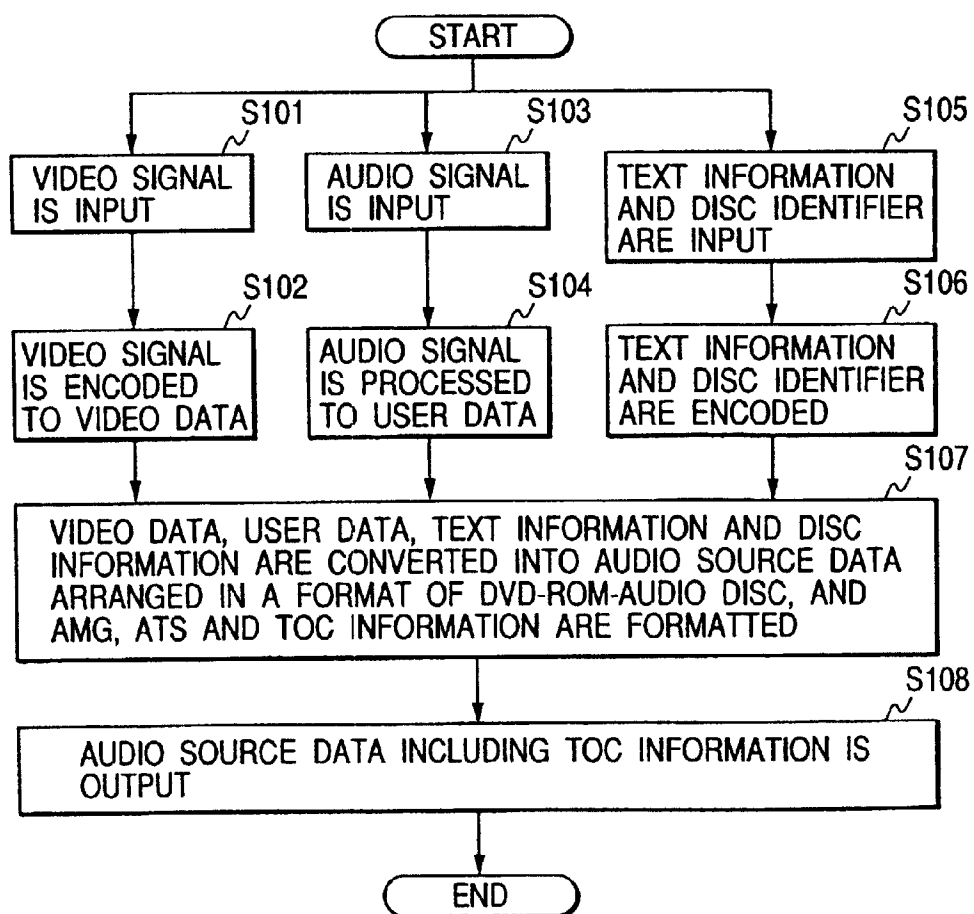 START
S101
VIDEO SIGNAL
IS INPUT
S103
AUDIO SIGNAL
IS INPUT
S105
TEXT INFORMATION
AND DISC IDENTIFIER
ARE INPUT
S102
VIDEO SIGNAL
IS ENCODED
TO VIDEO DATA
S104
AUDIO SIGNAL
IS PROCESSED
TO USER DATA
S106
TEXT INFORMATION
AND DISC IDENTIFIER
ARE ENCODED
S107
VIDEO DATA, USER DATA, TEXT INFORMATION AND DISC
INFORMATION ARE CONVERTED INTO AUDIO SOURCE DATA
ARRANGED IN A FORMAT OF DVD-ROM-AUDIO DISC, AND
AMG, ATS AND TOC INFORMATION ARE FORMATTED
S108
AUDIO SOURCE DATA INCLUDING TOC INFORMATION IS
OUTPUT
END